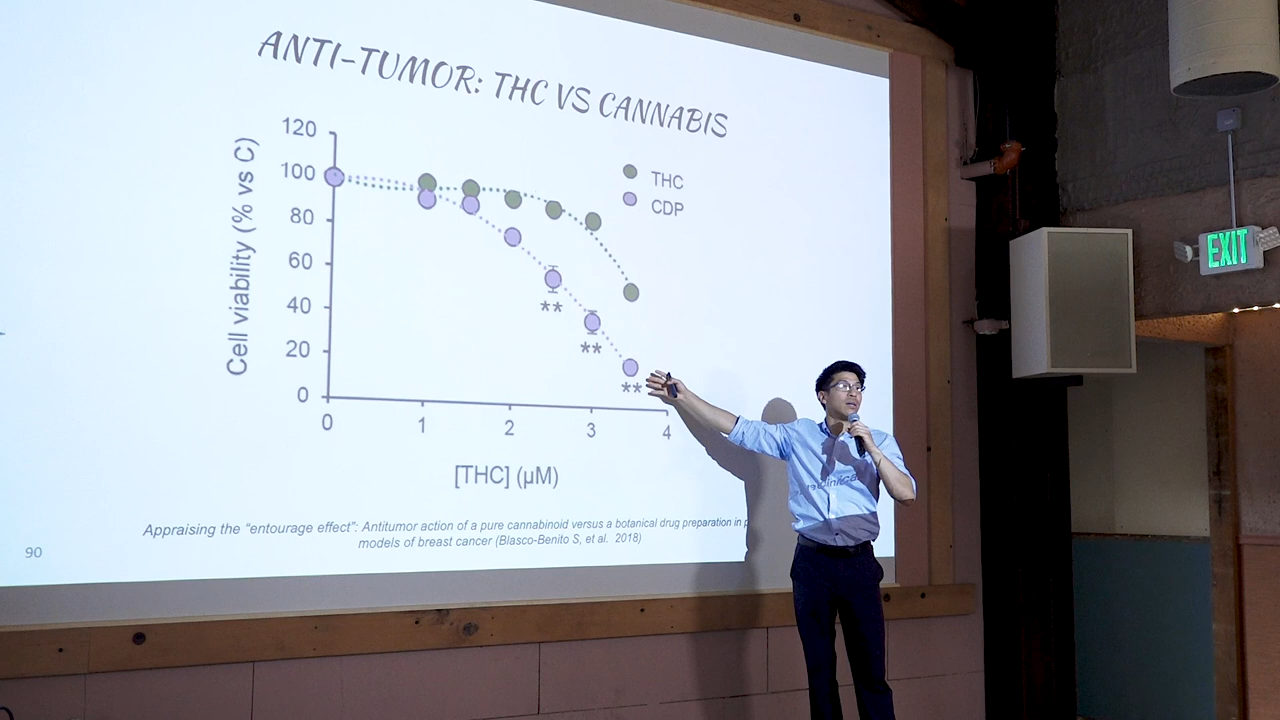 ANTI-TUMOR: THC VS CANNABIS
120
100
80
60
40
20
0
Cell viability (% vs C)
THC
CDP
**
**
**
0 1 2 3 4
[THC] (µM)
Appraising the “entourage effect”: Antitumor action of a pure cannabinoid versus a botanical drug preparation in
models of breast cancer (Blasco-Benito S, et al. 2018)
90
EXIT